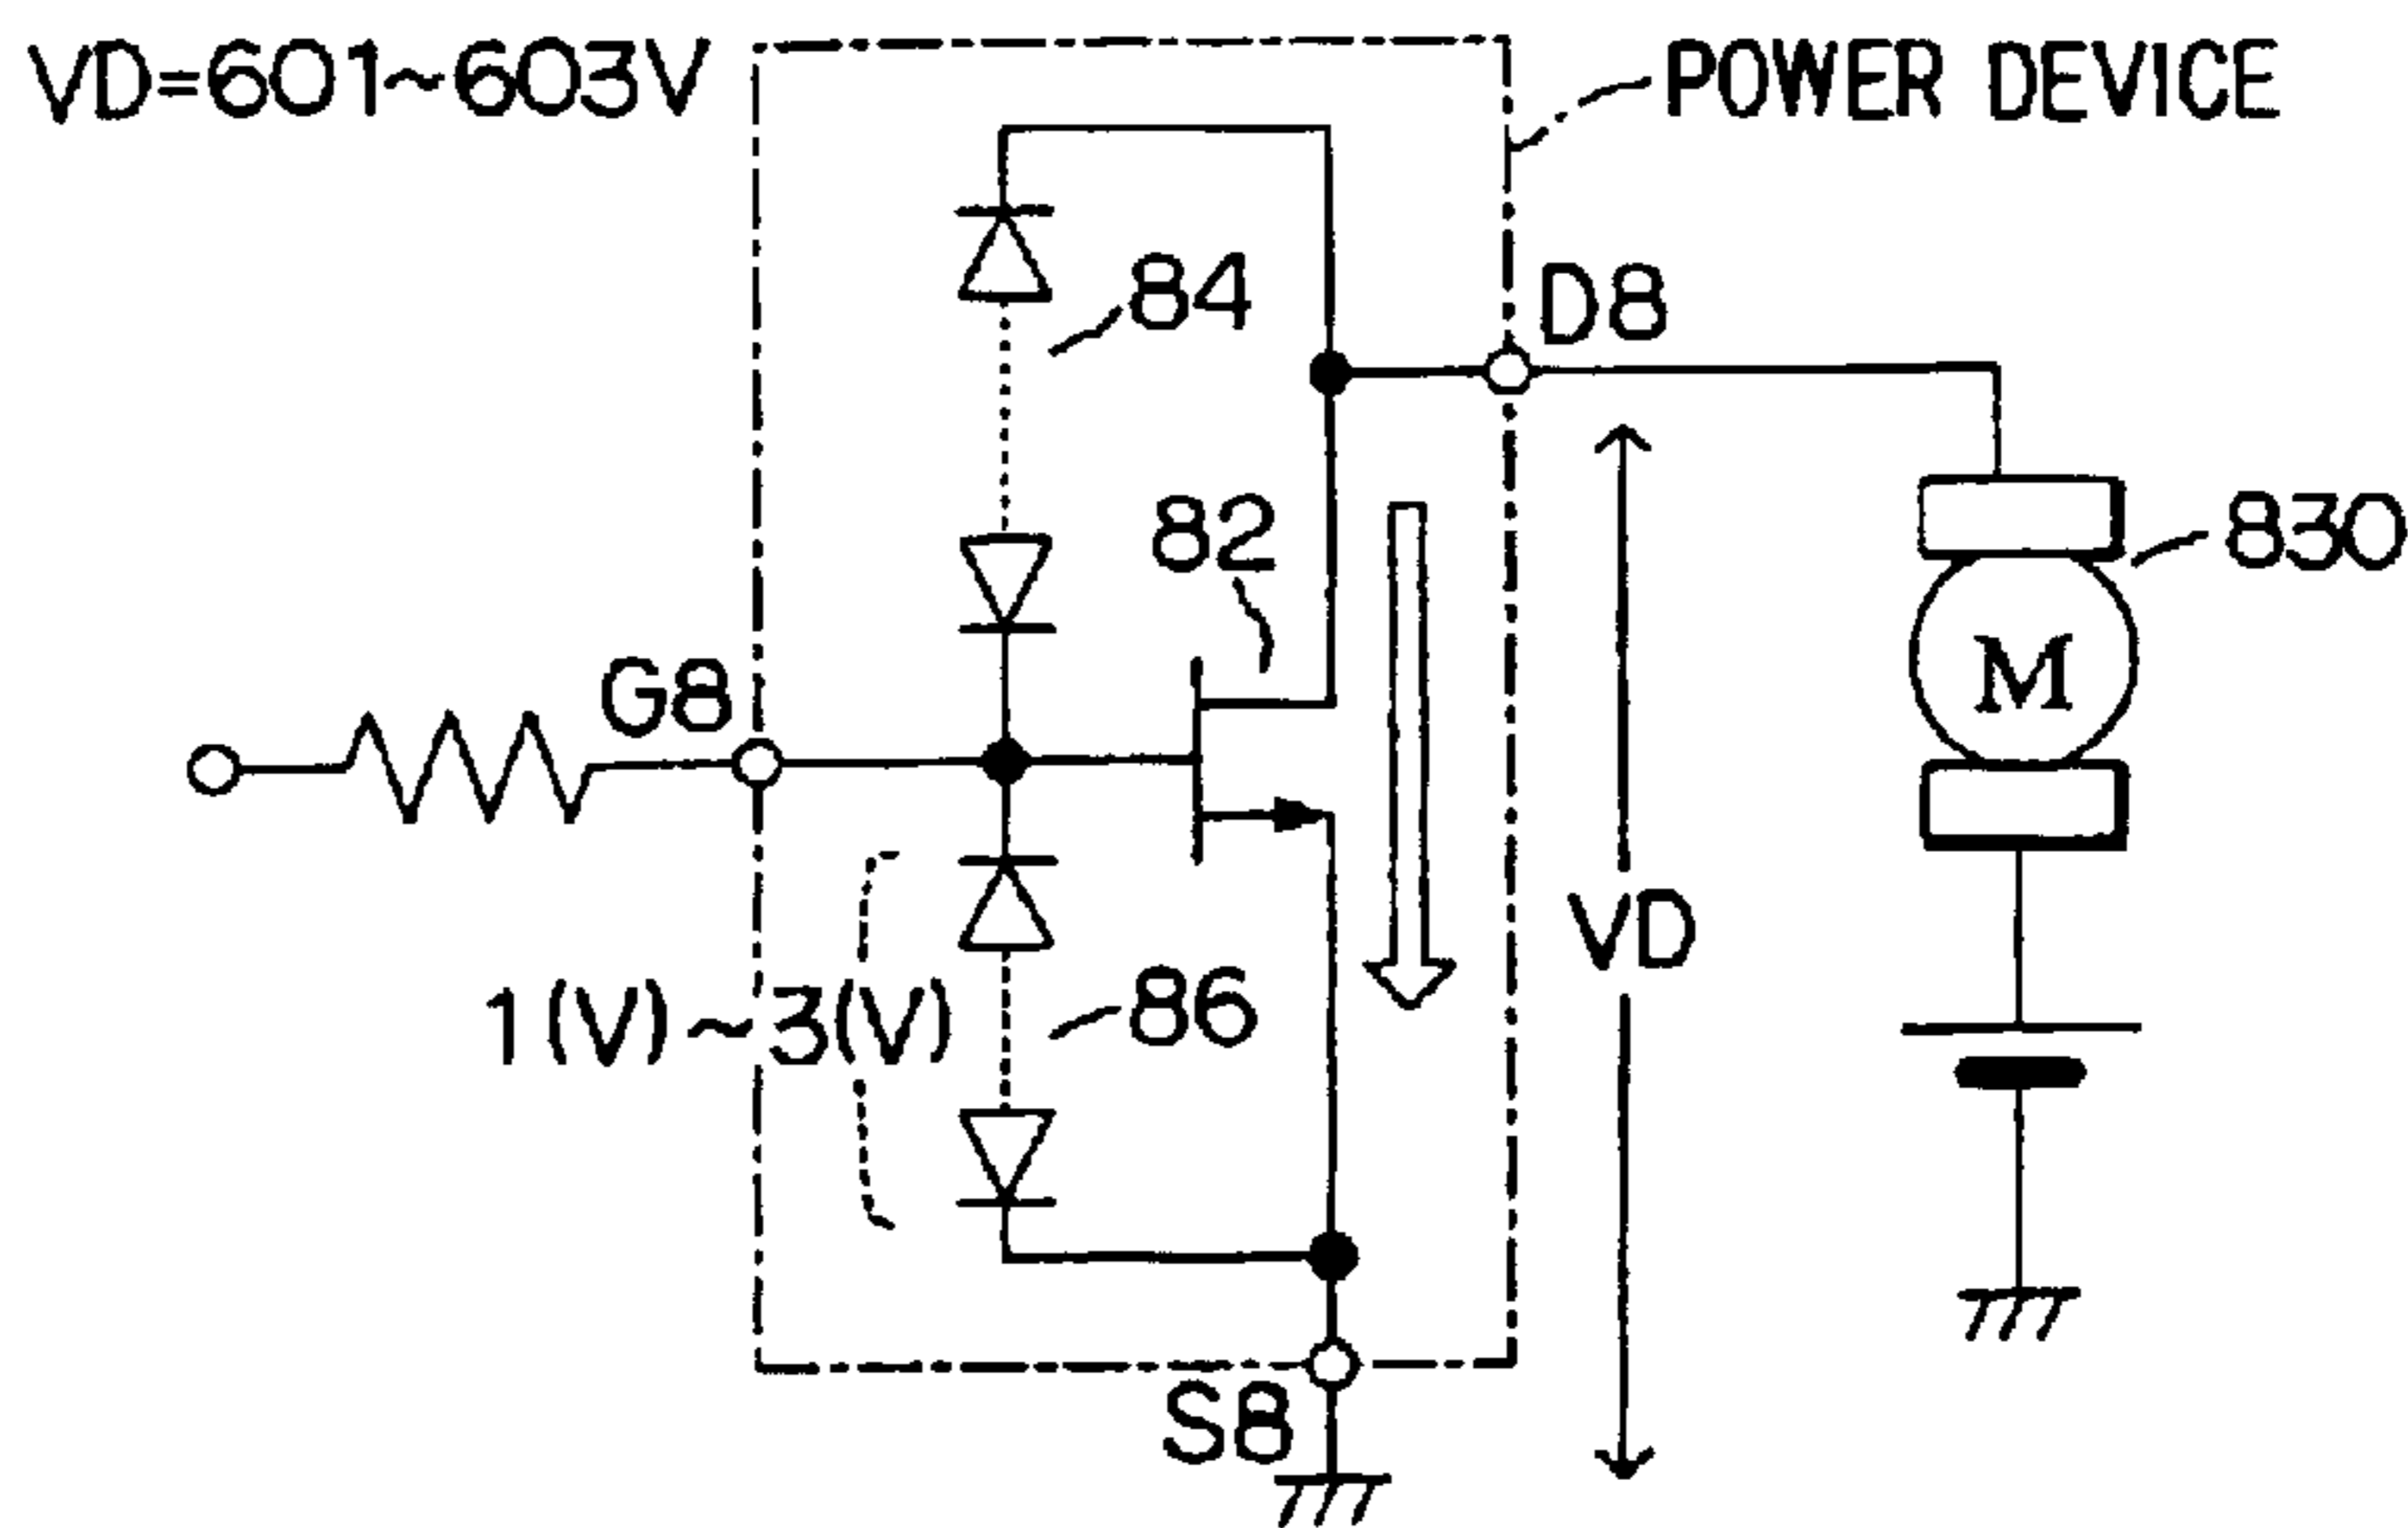 VD=601~603V
POWER DEVICE
84
D8
82
830
G8
M
VD
1(V)~3(V)
86
S8